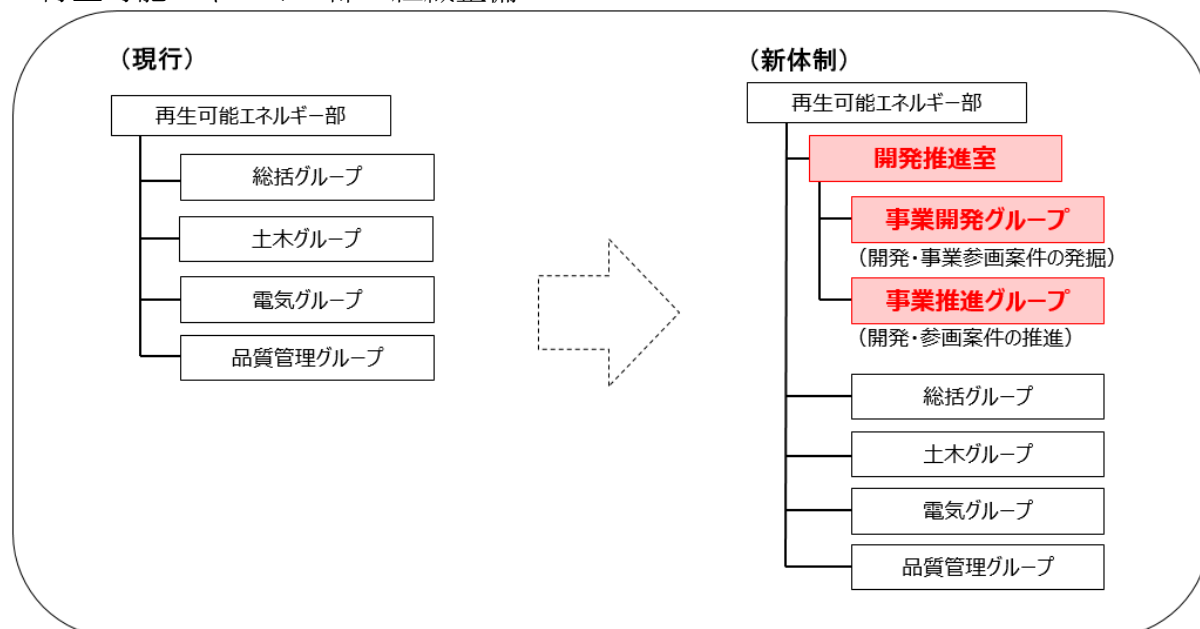 （現行）
再生可能エネルギー部
総括グループ
土木グループ
電気グループ
品質管理グループ
（新体制）
再生可能エネルギー部
開発推進室
事業開発グループ
（開発・事業参画案件の発掘）
事業推進グループ
（開発・参画案件の推進）
総括グループ
土木グループ
電気グループ
品質管理グループ